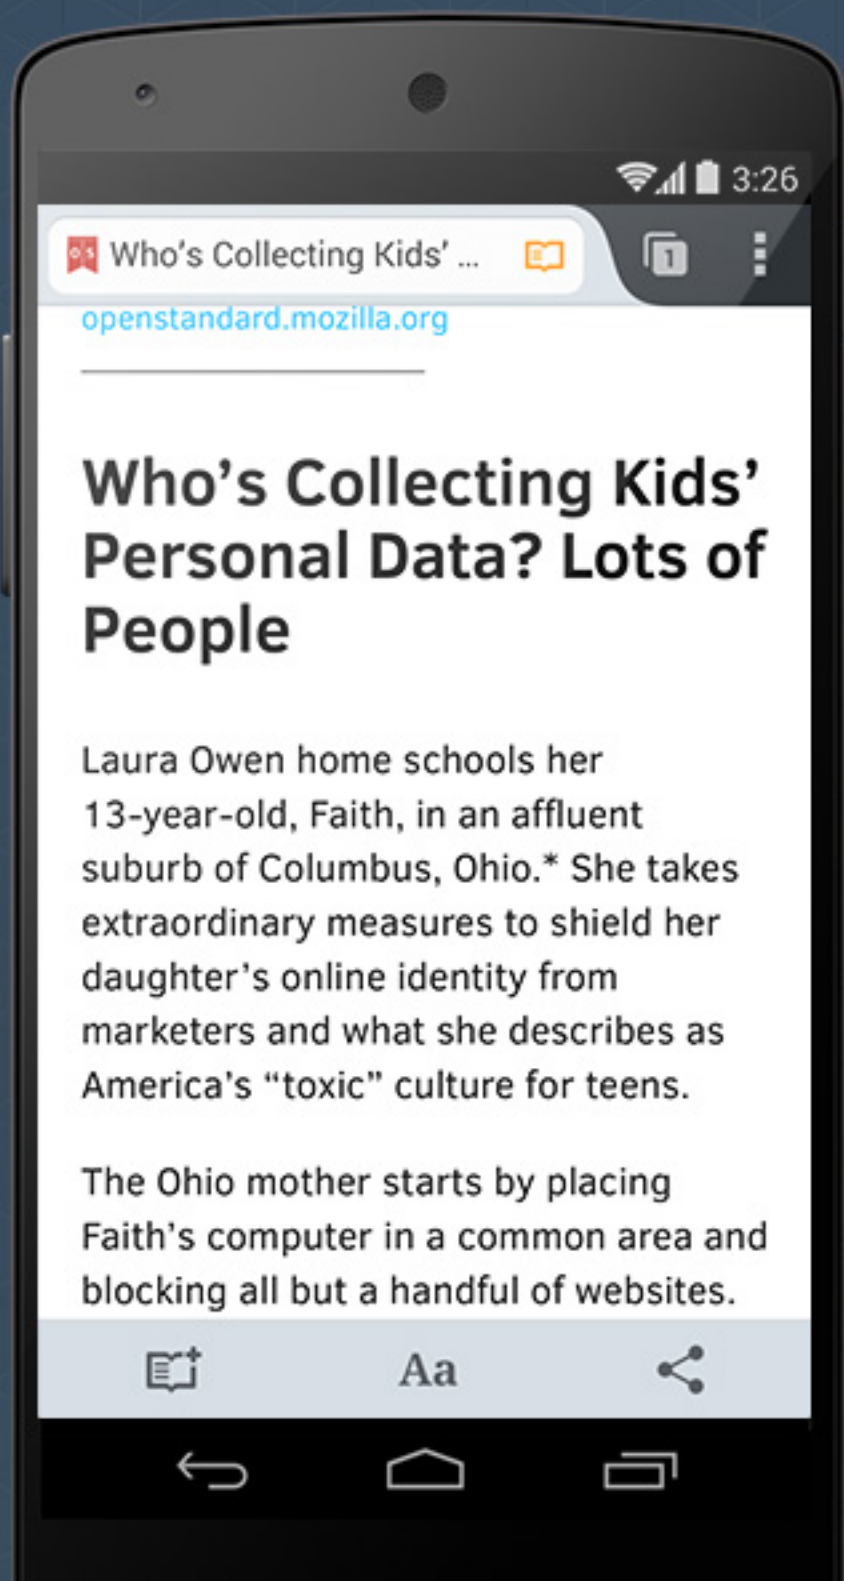 3:26
OS Who’s Collecting Kids’ ...
1
openstandard.mozilla.org
Who’s Collecting Kids’
Personal Data? Lots of
People
Laura Owen home schools her
13-year-old, Faith, in an affluent
suburb of Columbus, Ohio.* She takes
extraordinary measures to shield her
daughter’s online identity from
marketers and what she describes as
America’s “toxic” culture for teens.
The Ohio mother starts by placing
Faith’s computer in a common area and
blocking all but a handful of websites.
Aa